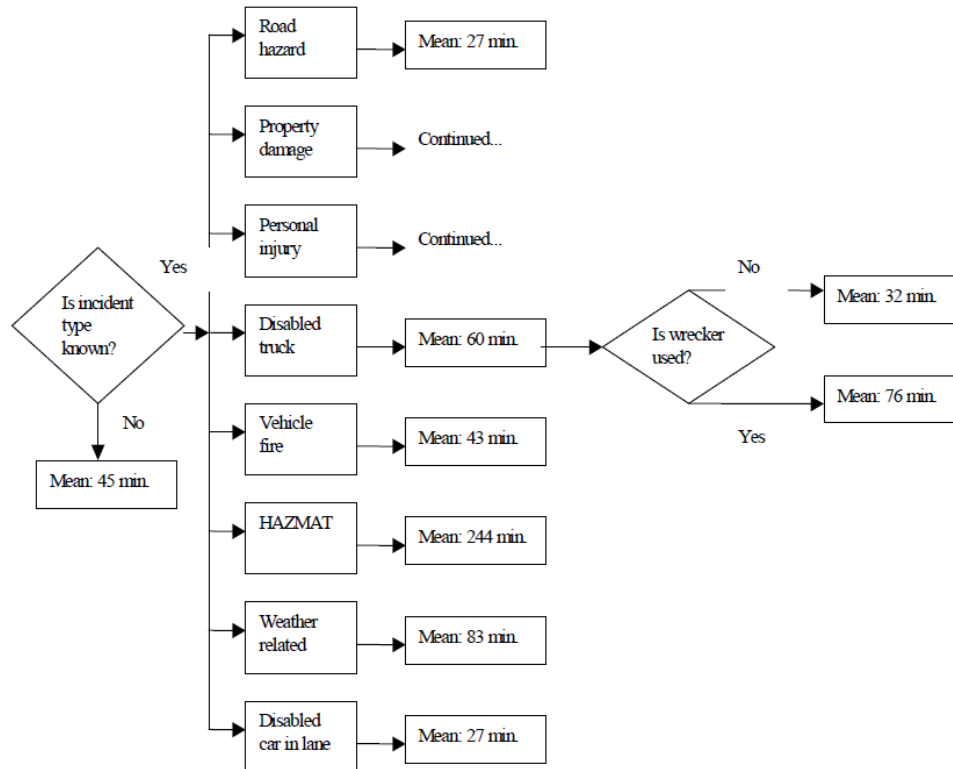 Road
hazard
Mean: 27 min.
Property
damage
Continued...
Personal
injury
Continued...
Yes
Is incident
type
known?
No
Mean: 45 min.
Disabled
truck
Mean: 60 min.
Is wrecker
used?
No
Mean: 32 min.
Yes
Mean: 76 min.
Vehicle
fire
Mean: 43 min.
HAZMAT
Mean: 244 min.
Weather
related
Mean: 83 min.
Disabled
car in lane
Mean: 27 min.